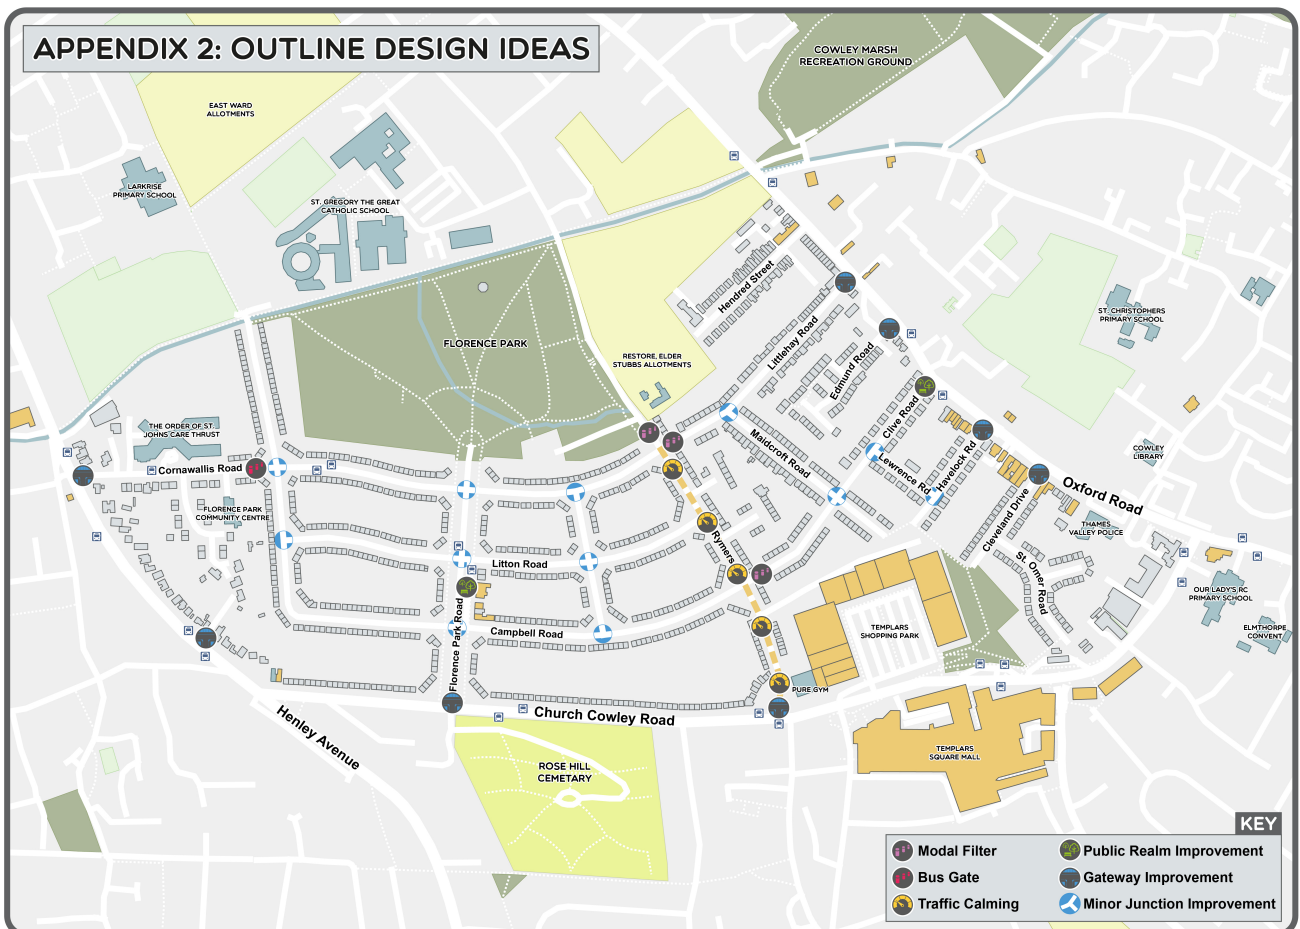 APPENDIX 2: OUTLINE DESIGN IDEAS
COWLEY MARSH
RECREATION GROUND
EAST WARD
ALLOTMENTS
LARKRISE
PRIMARY SCHOOL
ST. GREGORY THE GREAT
CATHOLIC SCHOOL
Hendred Street
ST. CHRISTOPHERS
PRIMARY SCHOOL
FLORENCE PARK
RESTORE, ELDER
STUBBS ALLOTMENTS
Littlehay Road
Edmund Road
Clive Road
THE ORDER OF ST.
JOHNS CARE THRUST
Cornawallis Road
Maidcroft Road
Lewrence Rd
Havelock Rd
COWLEY
LIBRARY
Oxford Road
FLORENCE PARK
COMMUNITY CENTRE
Cleveland Drive
THAMES
VALLEY POLICE
Rymers
Litton Road
St. Omer Road
OUR LADY'S RC
PRIMARY SCHOOL
Florence Park Road
Campbell Road
TEMPLARS
SHOPPING PARK
ELMTHORPE
CONVENT
PURE GYM
Church Cowley Road
Henley Avenue
TEMPLARS
SQUARE MALL
ROSE HILL
CEMETARY
KEY
Modal Filter
Public Realm Improvement
Bus Gate
Gateway Improvement
Traffic Calming
Minor Junction Improvement